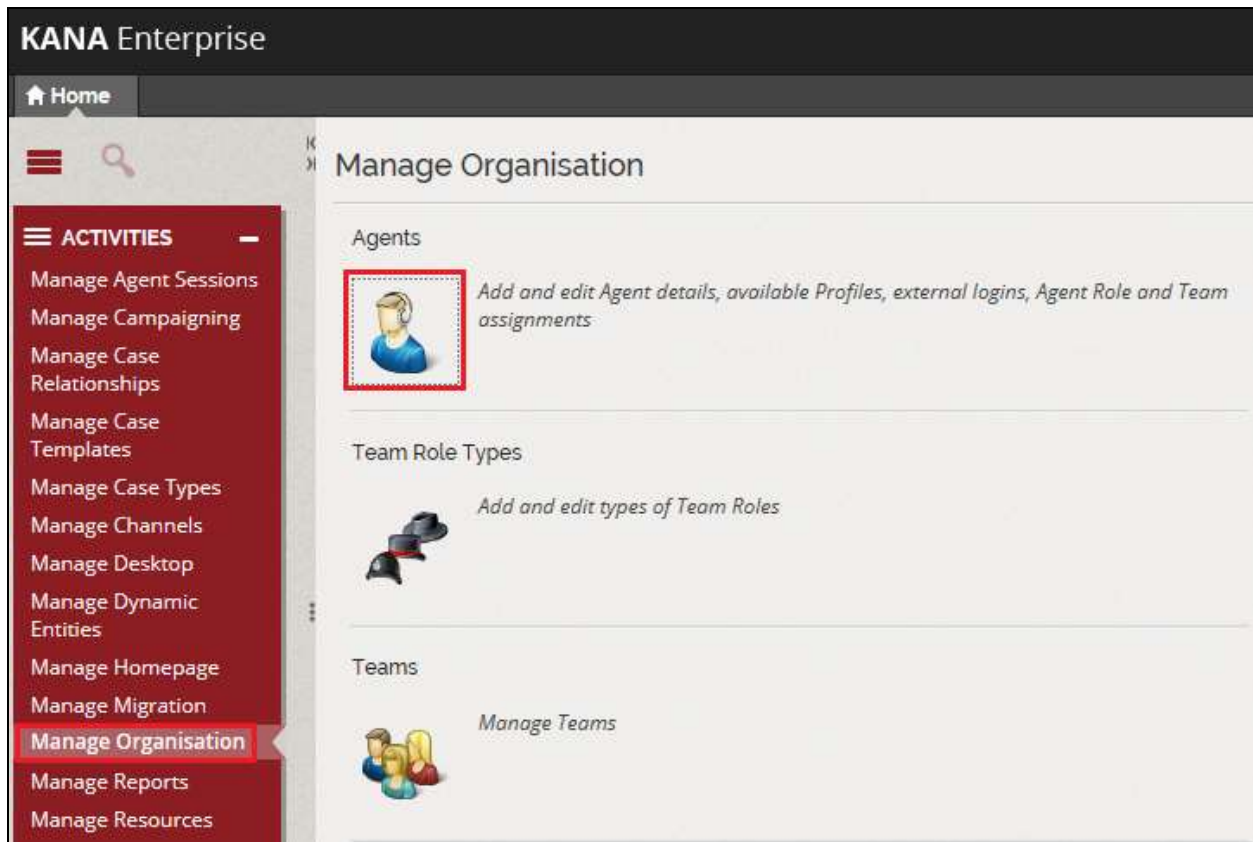 KANA Enterprise
Home
ACTIVITIES
Manage Agent Sessions
Manage Campaigning
Manage Case
Relationships
Manage Case
Templates
Manage Case Types
Manage Channels
Manage Desktop
Manage Dynamic
Entities
Manage Homepage
Manage Migration
Manage Organisation
Manage Reports
Manage Resources
Manage Organisation
Agents
Add and edit Agent details, available Profiles, external logins, Agent Role and Team
assignments
Team Role Types
Add and edit types of Team Roles
Teams
Manage Teams